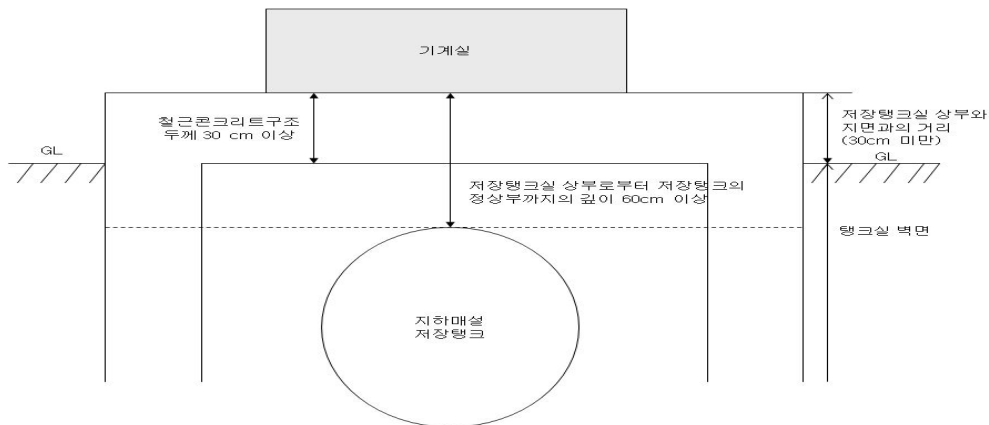 기계실
철근콘크리트구조
두께 30 cm 이상
저장탱크실 상부와
지면과의 거리
(30cm 미만)
GL
GL
저장탱크실 상부로부터 저장탱크의
정상부까지의 깊이 60cm 이상
탱크실 벽면
지하매설
저장탱크